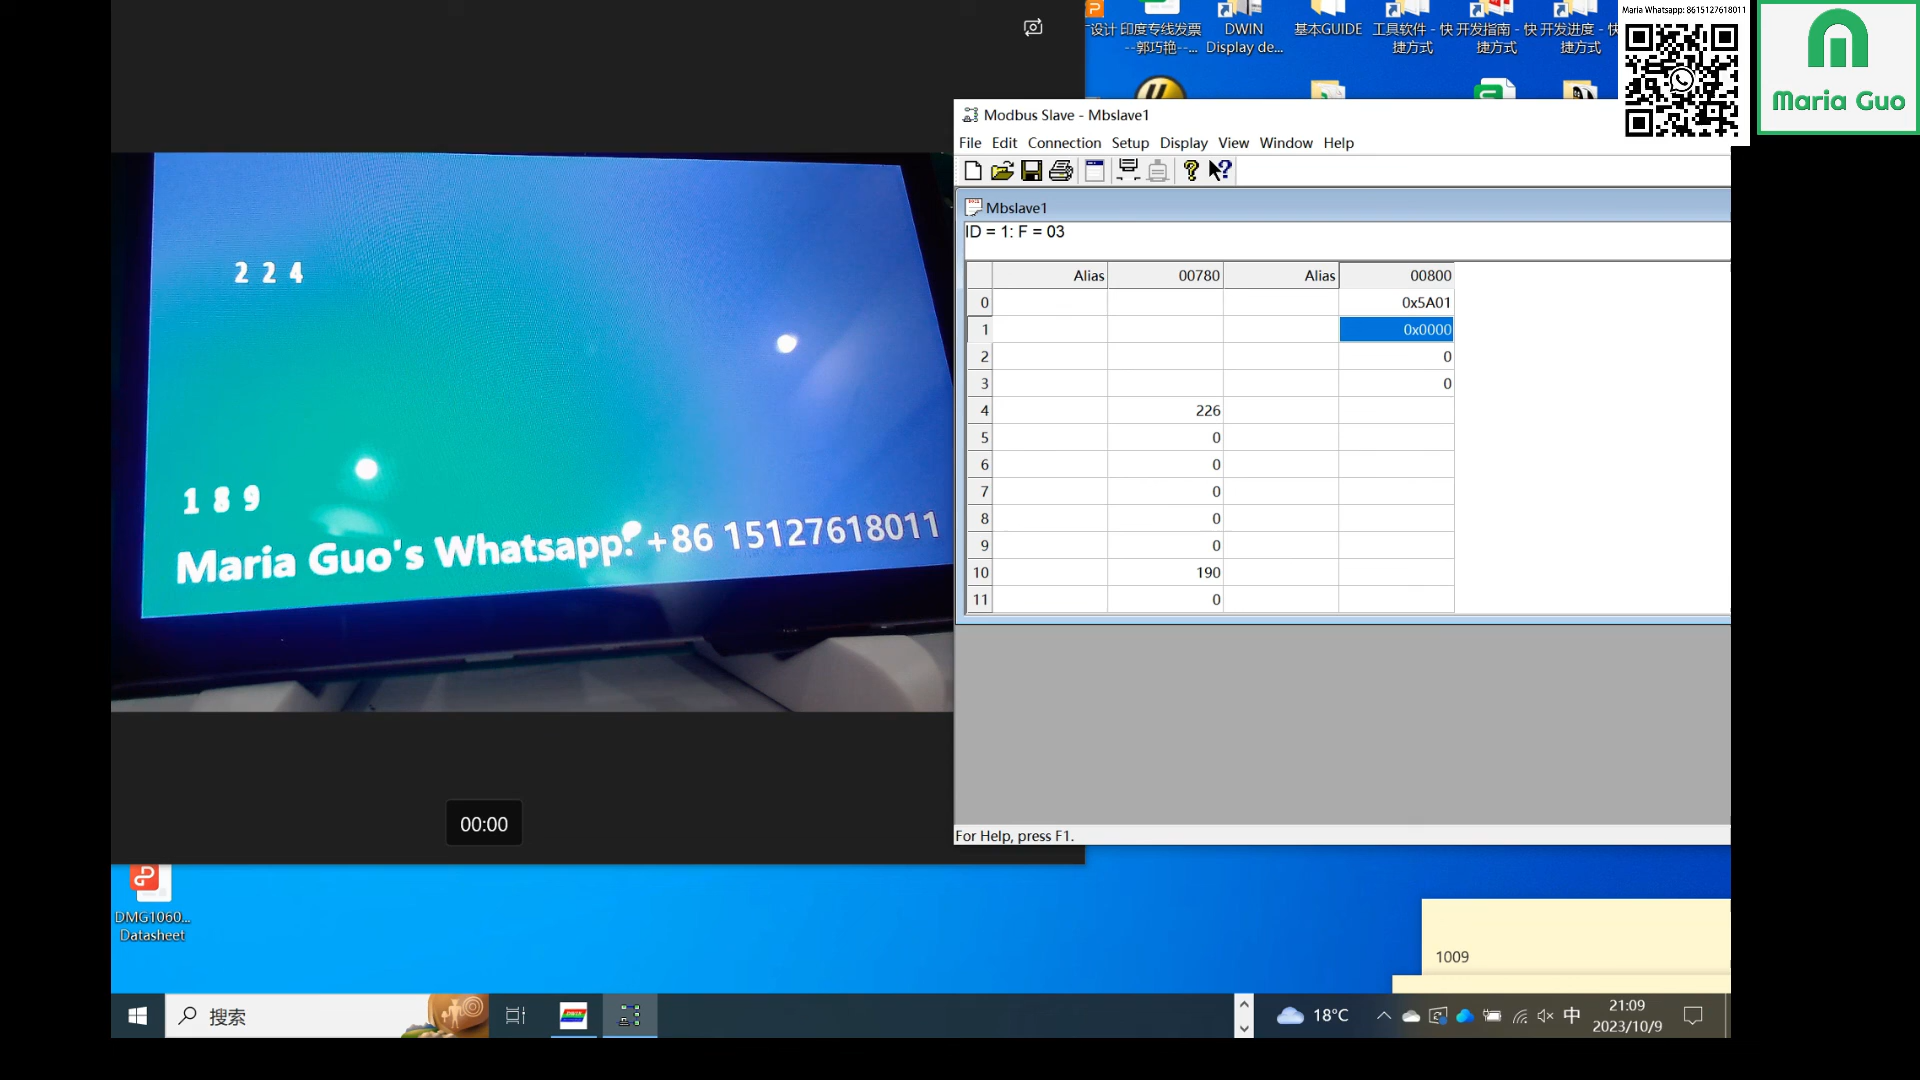 设计 印度专线发票 DWIN 基本GUIDE 工具软件 - 快 开发指南 - 快 开发进度 - 快
--郭巧艳--... Display de... 捷方式 捷方式 捷方式
Maria Whatsapp: 8615127618011
Maria Guo
Modbus Slave - Mbslave1
File Edit Connection Setup Display View Window Help
Mbslave1
ID = 1: F = 03
Alias 00780 Alias 00800
0 0x5A01
1 0x0000
2 0
3 0
4 226
5 0
6 0
7 0
8 0
9 0
10 190
11 0
For Help, press F1.
224
189
Maria Guo's Whatsapp: +86 15127618011
00:00
DMG1060...
Datasheet
1009
搜索
18°C
中
21:09
2023/10/9